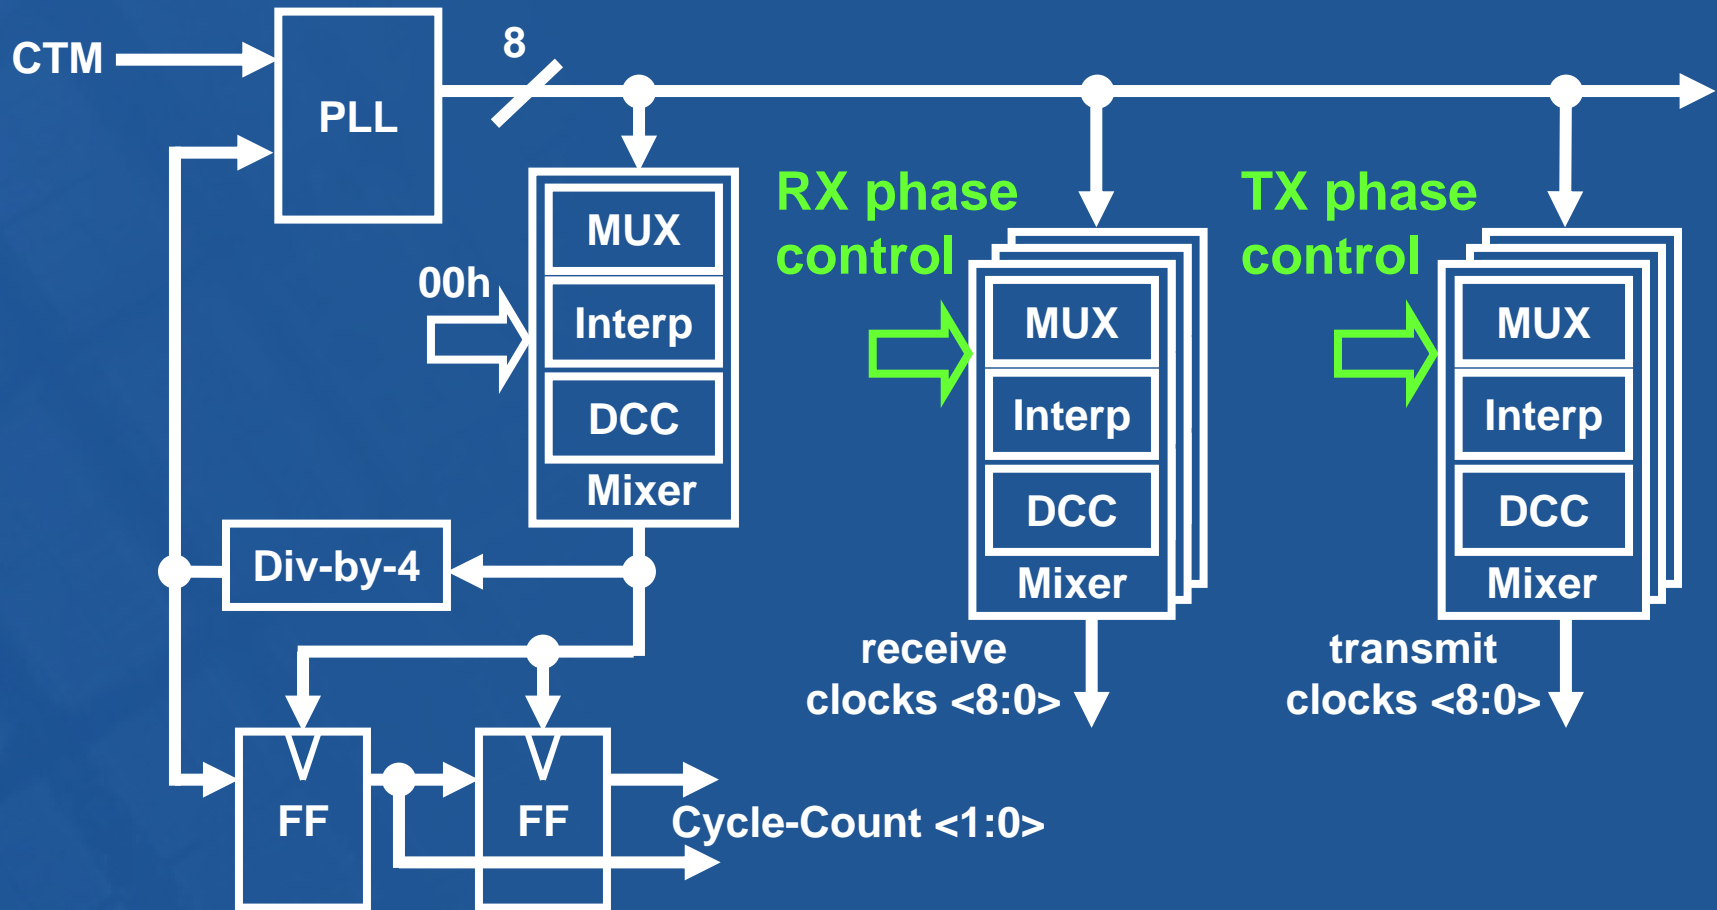 CTM
8
PLL
00h
MUX
Interp
DCC
Mixer
RX phase
control
MUX
Interp
DCC
Mixer
receive
clocks <8:0>
TX phase
control
MUX
Interp
DCC
Mixer
transmit
clocks <8:0>
Div-by-4
FF
FF
Cycle-Count <1:0>